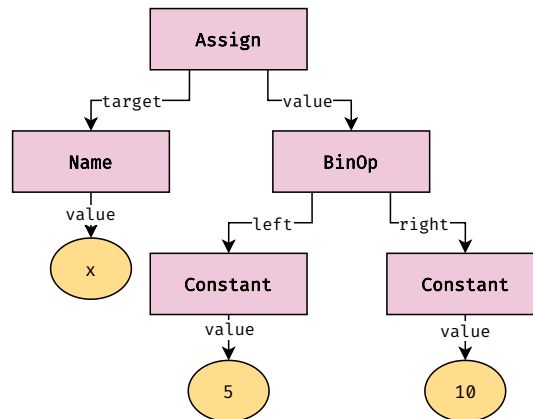 Assign
target
value
Name
BinOp
value
left
right
x
Constant
Constant
value
value
5
10